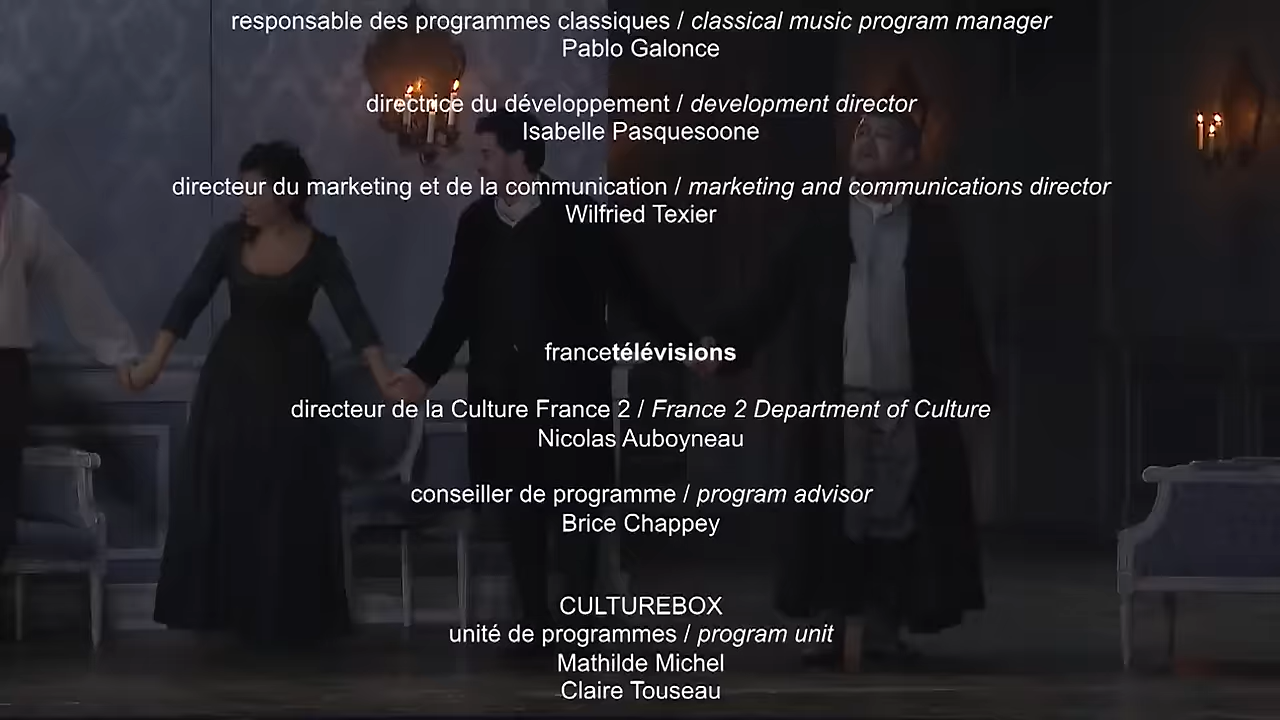 responsable des programmes classiques / classical music program manager
Pablo Galonce
directrice du développement / development director
Isabelle Pasquesoone
directeur du marketing et de la communication / marketing and communications director
Wilfried Texier
francetélévisions
directeur de la Culture France 2 / France 2 Department of Culture
Nicolas Auboyneau
conseiller de programme / program advisor
Brice Chappey
CULTUREBOX
unité de programmes / program unit
Mathilde Michel
Claire Touseau